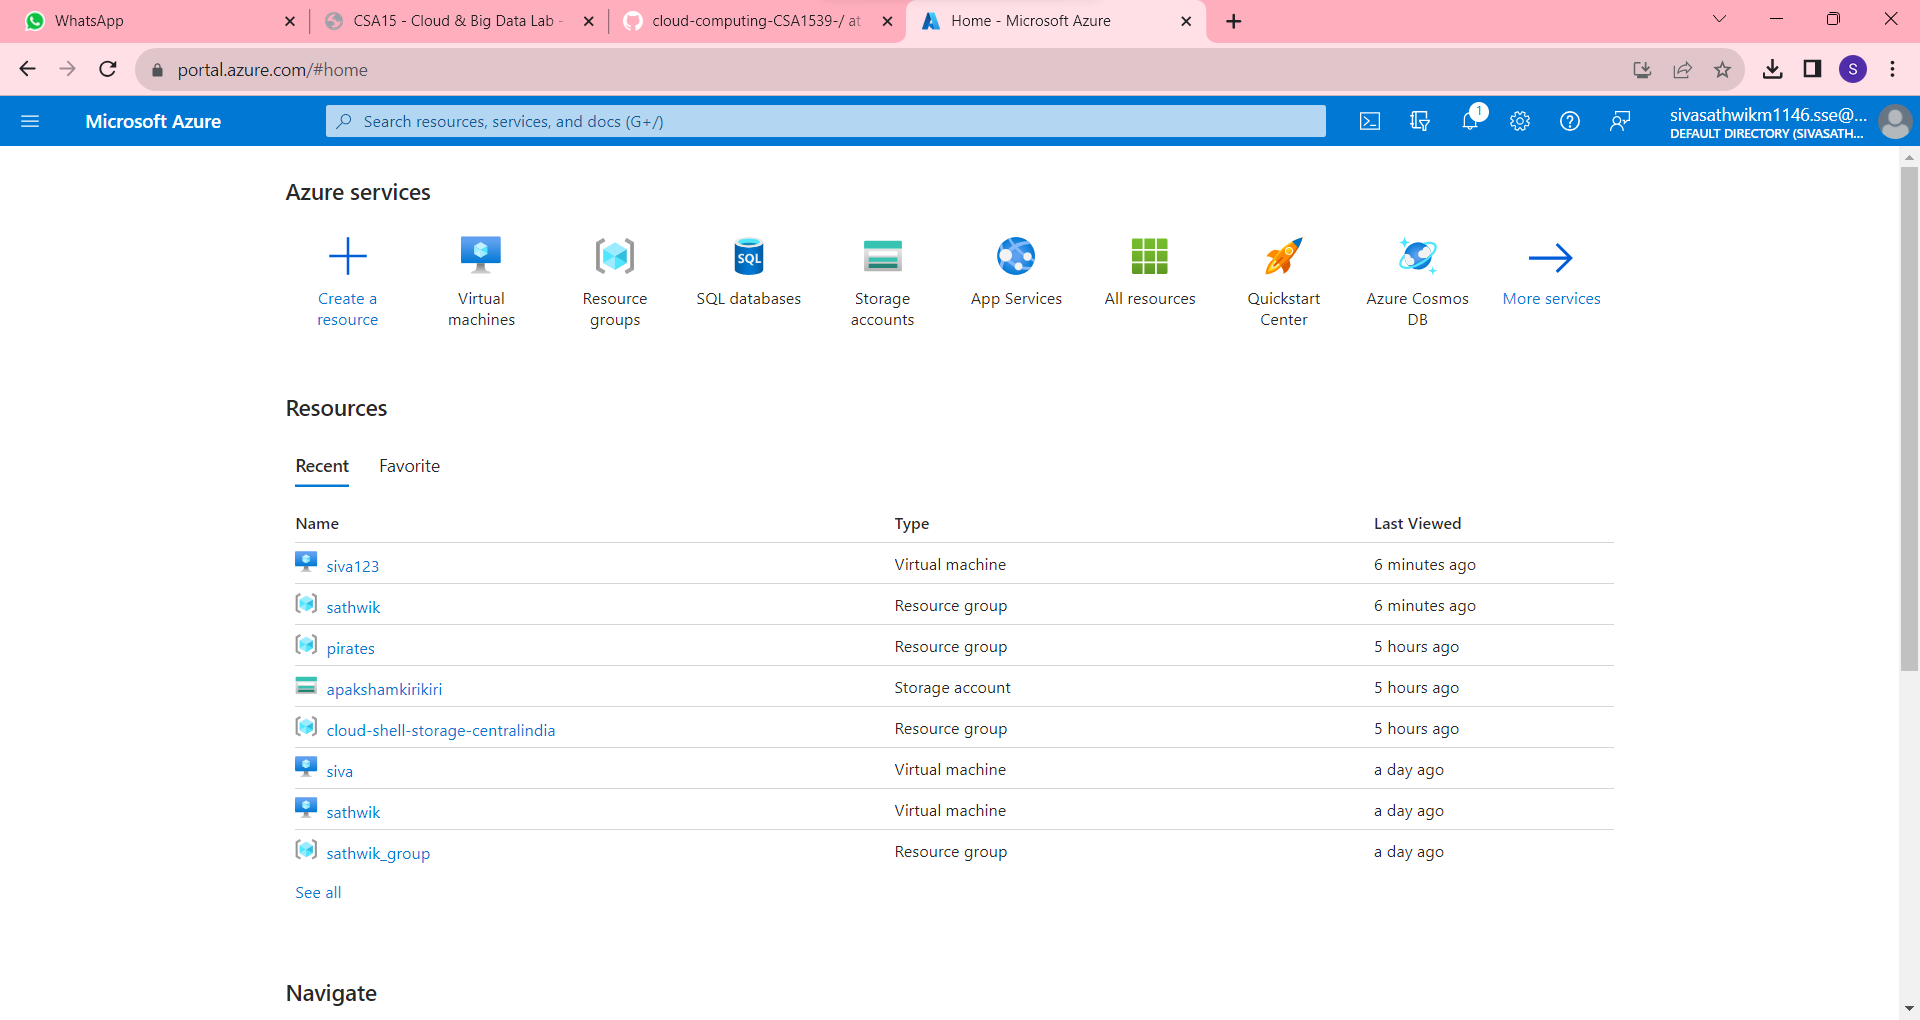 WhatsApp
CSA15 - Cloud & Big Data Lab -
cloud-computing-CSA1539-/ at
Home - Microsoft Azure
portal.azure.com/#home
S
Microsoft Azure
Search resources, services, and docs (G+/)
1
sivasathwikm1146.sse@...
DEFAULT DIRECTORY (SIVASATH...
Azure services
Create a
resource
Virtual
machines
Resource
groups
SQL
SQL databases
Storage
accounts
App Services
All resources
Quickstart
Center
Azure Cosmos
DB
More services
Resources
Recent Favorite
Name Type Last Viewed
siva123 Virtual machine 6 minutes ago
sathwik Resource group 6 minutes ago
pirates Resource group 5 hours ago
apakshamkirikiri Storage account 5 hours ago
cloud-shell-storage-centralindia Resource group 5 hours ago
siva Virtual machine a day ago
sathwik Virtual machine a day ago
sathwik_group Resource group a day ago
See all
Navigate